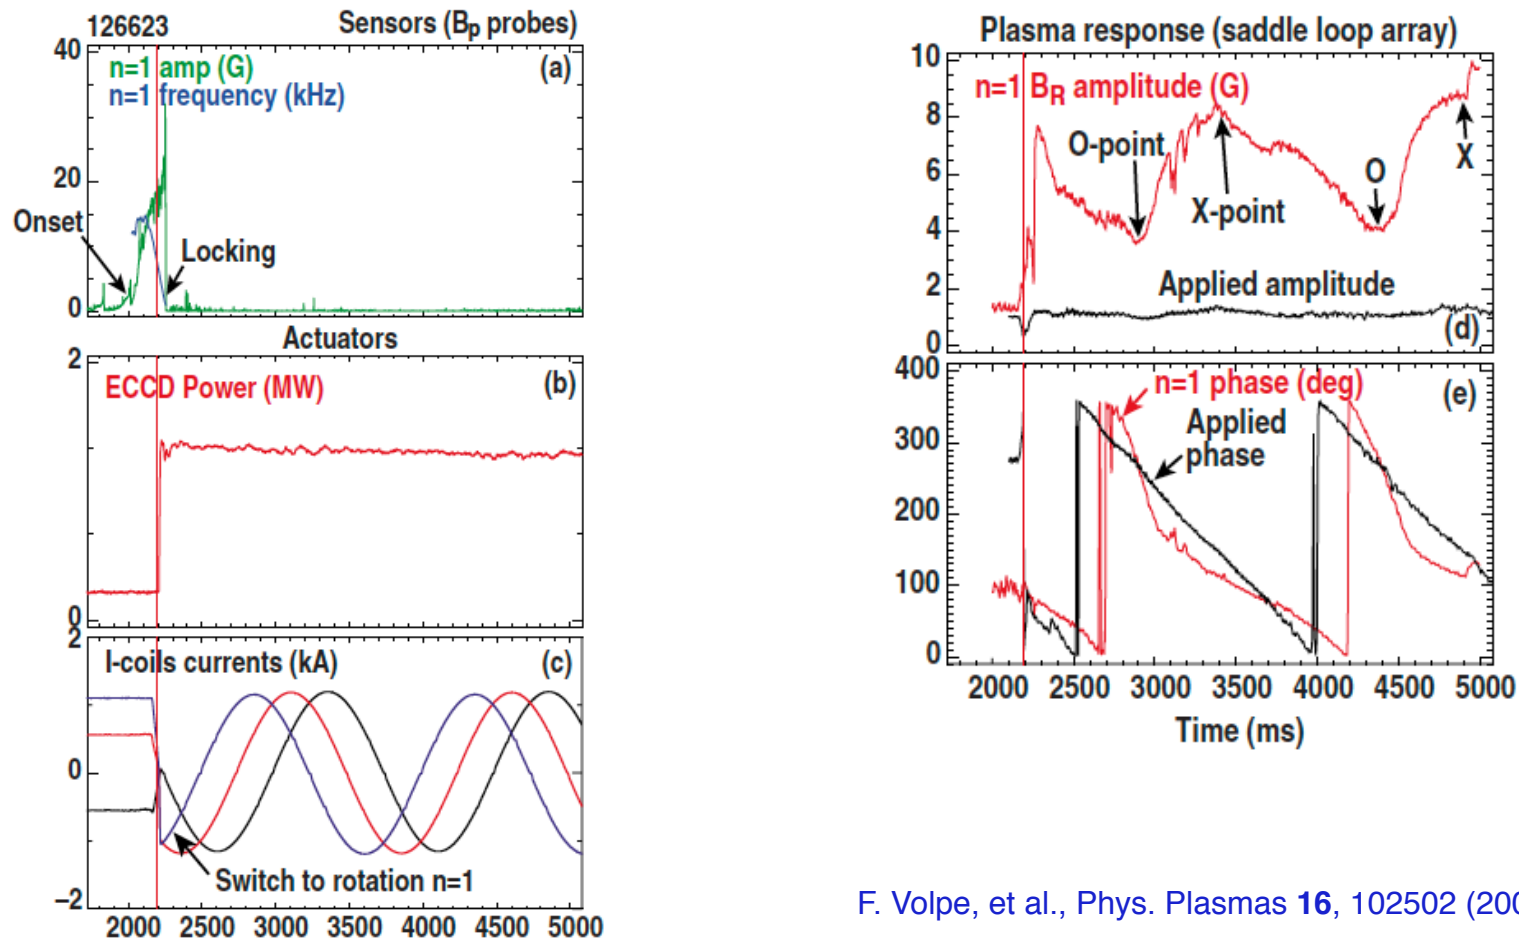 126623
Sensors (Bp probes)
40
n=1 amp (G)
(a)
n=1 frequency (kHz)
20
Onset
Locking
0
Actuators
2
ECCD Power (MW)
(b)
0
2
I-coils currents (kA)
(c)
0
Switch to rotation n=1
−2
2000 2500 3000 3500 4000 4500 5000
Plasma response (saddle loop array)
10
n=1 BR amplitude (G)
8
O-point
6
O
X
X-point
4
Applied amplitude
2
(d)
0
400
n=1 phase (deg)
(e)
Applied
phase
300
200
100
0
2000 2500 3000 3500 4000 4500 5000
Time (ms)
F. Volpe, et al., Phys. Plasmas 16, 102502 (200